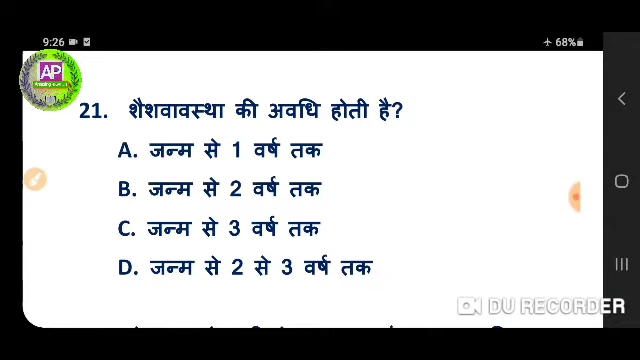 9:26
68%
AP
21. शैशवावस्था की अवधि होती है?
A. जन्म से 1 वर्ष तक
B. जन्म से 2 वर्ष तक
C. जन्म से 3 वर्ष तक
D. जन्म से 2 से 3 वर्ष तक
DU RECORDER